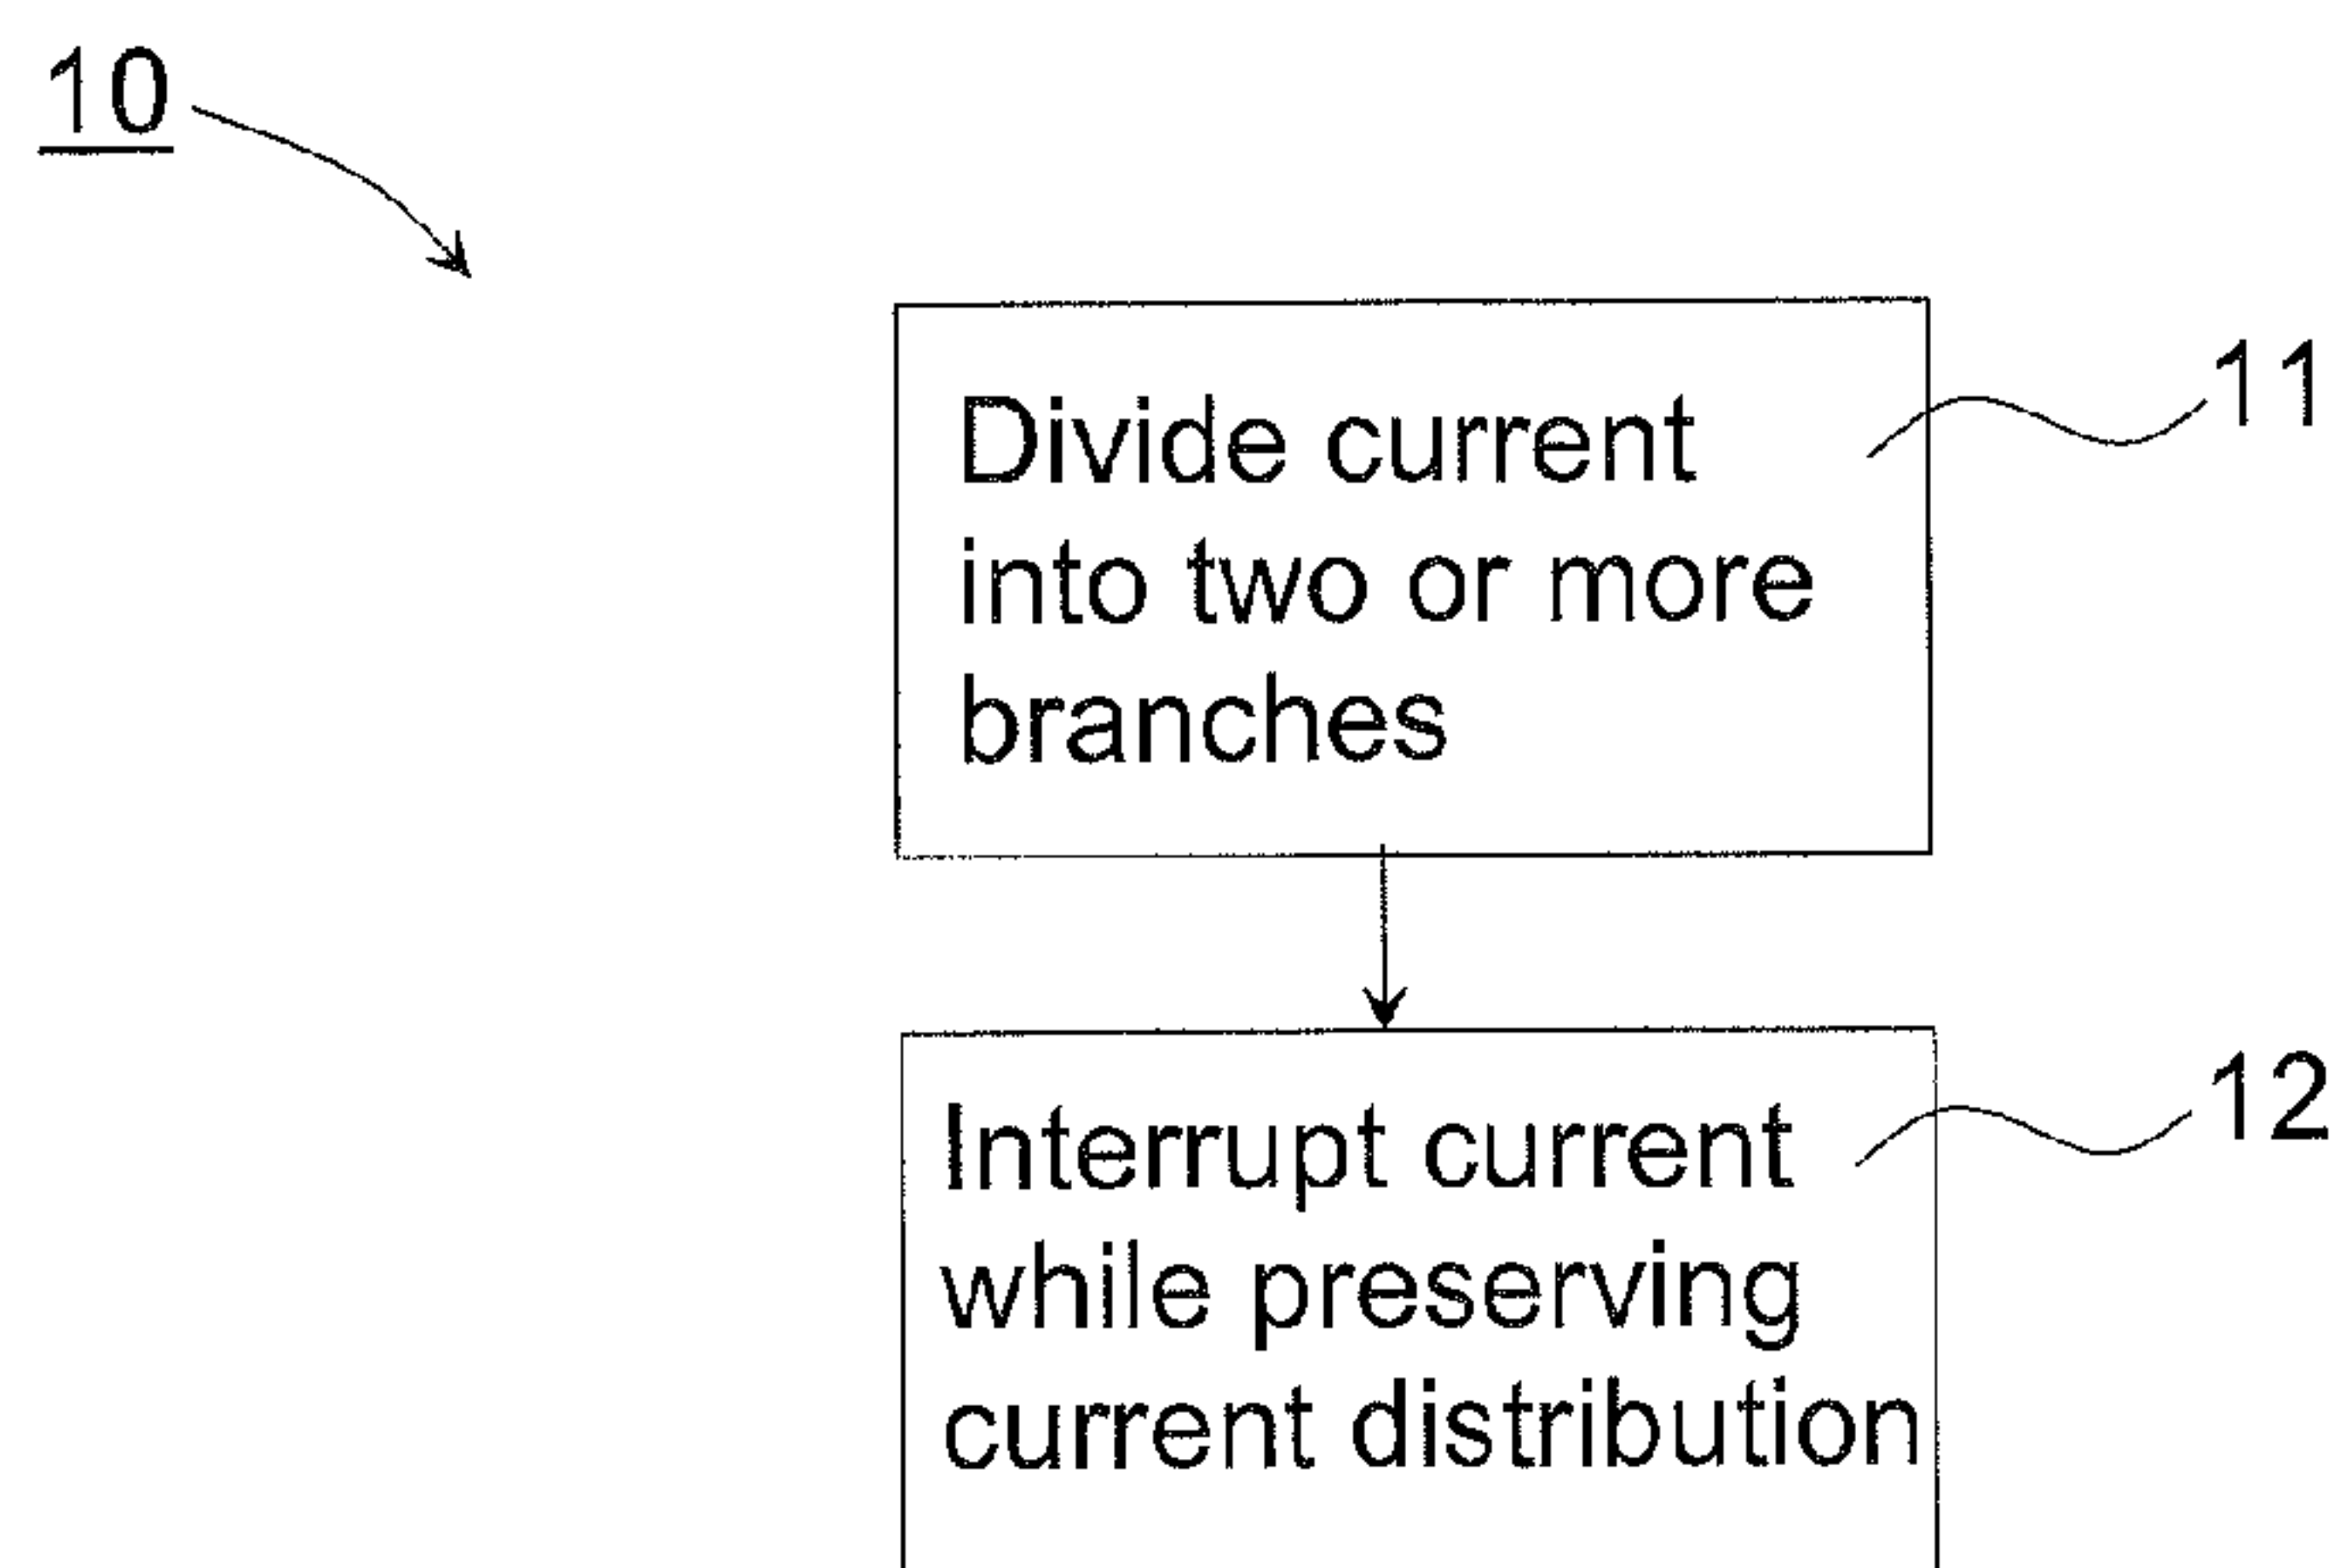 10
11
Divide current
into two or more
branches
12
Interrupt current
while preserving
current distribution